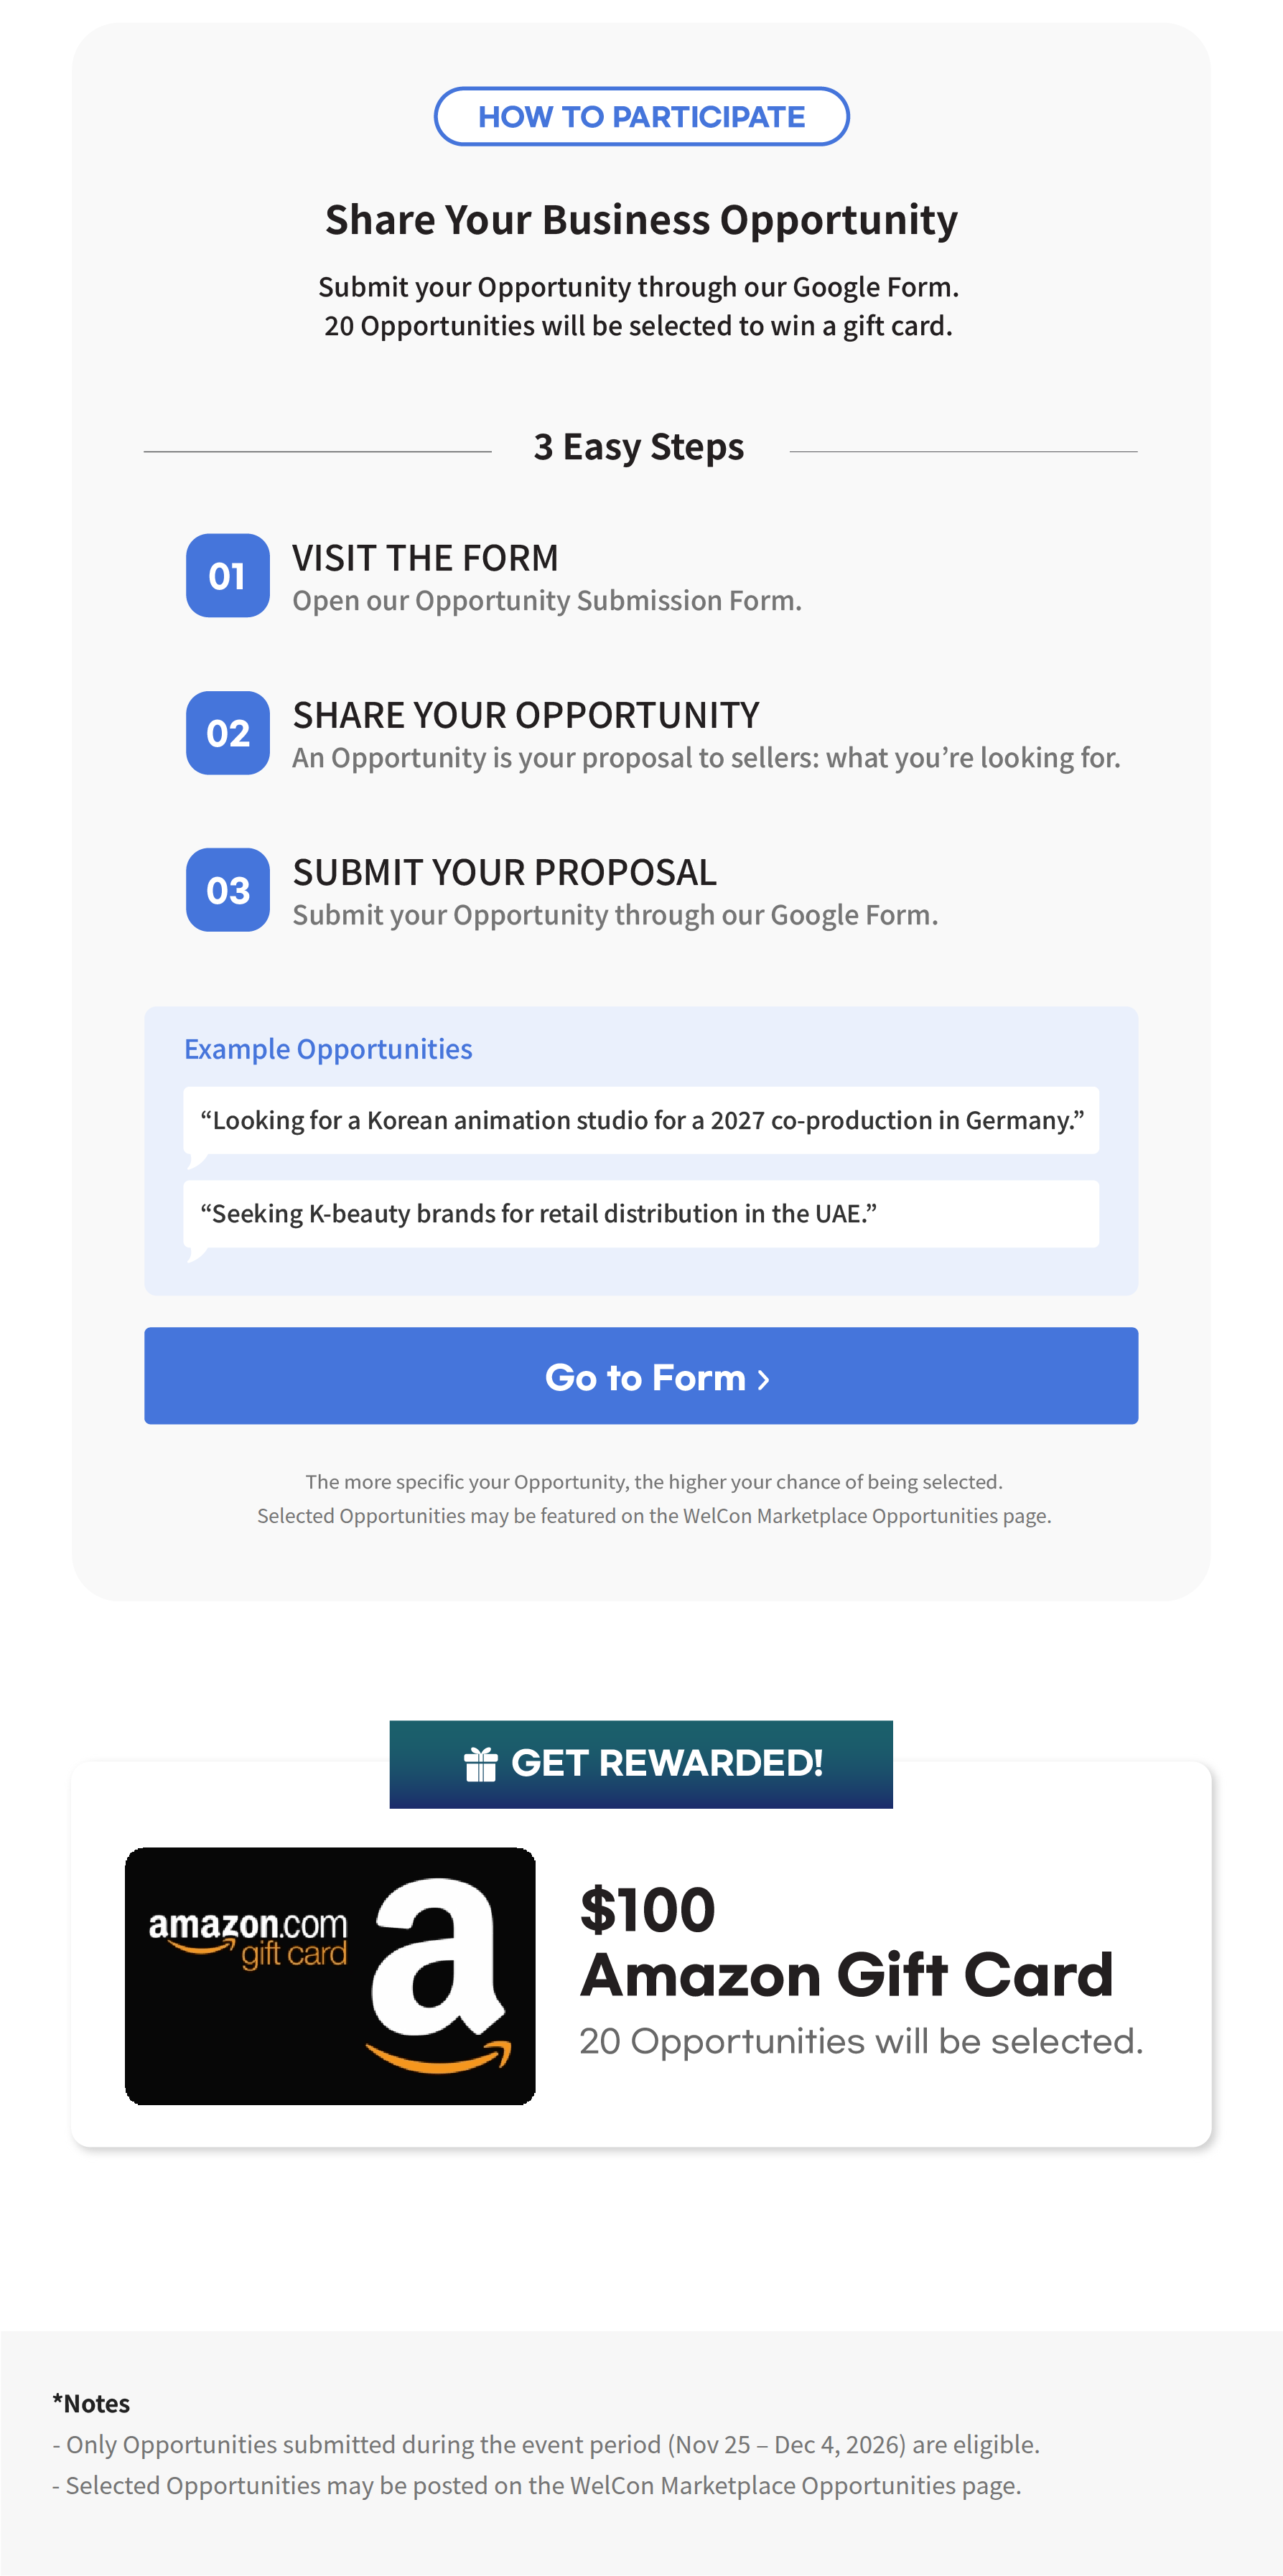 HOW TO PARTICIPATE
Share Your Business Opportunity
Submit your Opportunity through our Google Form.
20 Opportunities will be selected to win a gift card.
3 Easy Steps
01
VISIT THE FORM
Open our Opportunity Submission Form.
02
SHARE YOUR OPPORTUNITY
An Opportunity is your proposal to sellers: what you’re looking for.
03
SUBMIT YOUR PROPOSAL
Submit your Opportunity through our Google Form.
Example Opportunities
“Looking for a Korean animation studio for a 2027 co-production in Germany.”
“Seeking K-beauty brands for retail distribution in the UAE.”
Go to Form ›
The more specific your Opportunity, the higher your chance of being selected.
Selected Opportunities may be featured on the WelCon Marketplace Opportunities page.
GET REWARDED!
amazon.com
gift card
a
$100
Amazon Gift Card
20 Opportunities will be selected.
*Notes
- Only Opportunities submitted during the event period (Nov 25 – Dec 4, 2026) are eligible.
- Selected Opportunities may be posted on the WelCon Marketplace Opportunities page.